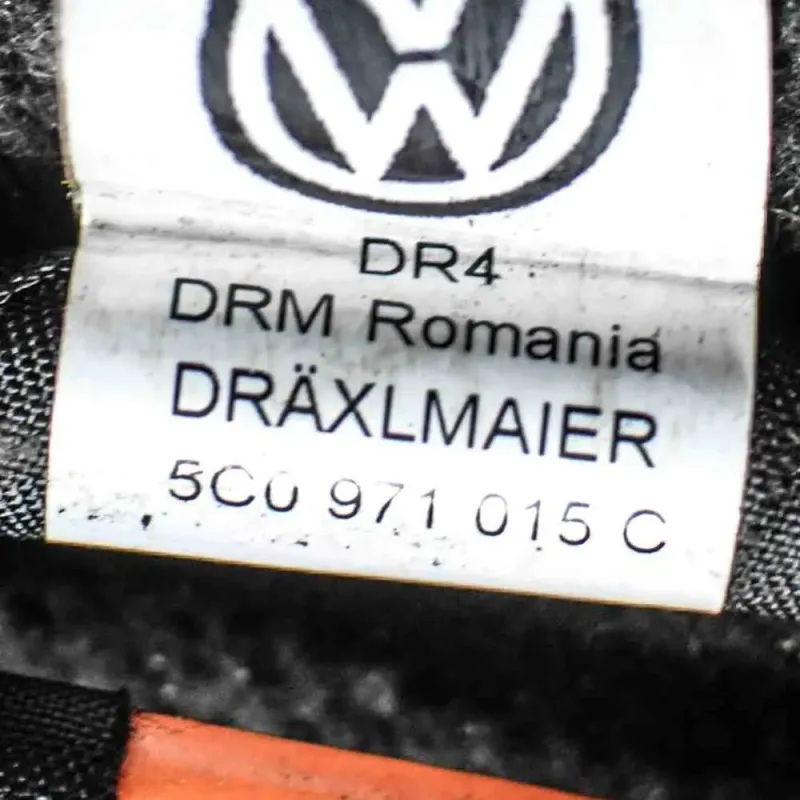 DR4
DRM Romania
DRÄXLMAIER
5C0 971 015 C